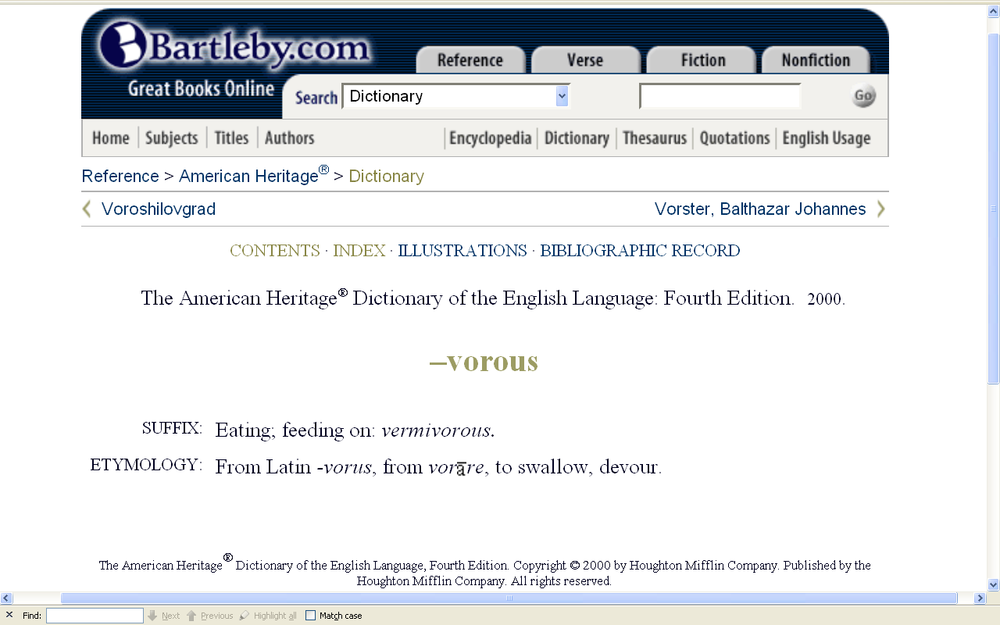 Bartleby.com
Reference Verse Fiction Nonfiction
Great Books Online
Search Dictionary Go
Home Subjects Titles Authors Encyclopedia Dictionary Thesaurus Quotations English Usage
Reference > American Heritage® > Dictionary
Voroshilovgrad Vorster, Balthazar Johannes
CONTENTS · INDEX · ILLUSTRATIONS · BIBLIOGRAPHIC RECORD
The American Heritage® Dictionary of the English Language: Fourth Edition. 2000.
–vorous
SUFFIX: Eating; feeding on: vermivorous.
ETYMOLOGY: From Latin -vorus, from vorāre, to swallow, devour.
The American Heritage® Dictionary of the English Language, Fourth Edition. Copyright © 2000 by Houghton Mifflin Company. Published by the
Houghton Mifflin Company. All rights reserved.
Find: Next Previous Highlight all Match case